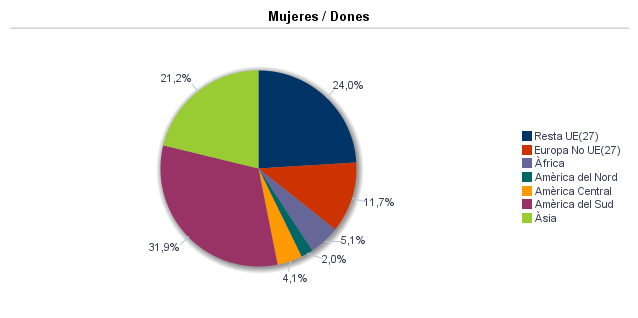 Mujeres / Dones
21,2%
24,0%
11,7%
5,1%
2,0%
4,1%
31,9%
Resta UE(27)
Europa No UE(27)
Àfrica
Amèrica del Nord
Amèrica Central
Amèrica del Sud
Àsia